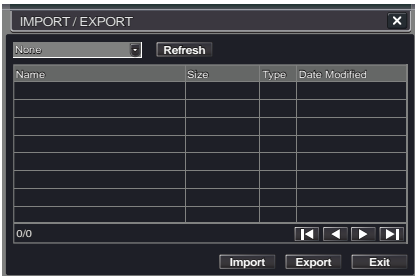 IMPORT / EXPORT
None Refresh
Name Size Type Date Modified
0/0
Import Export Exit